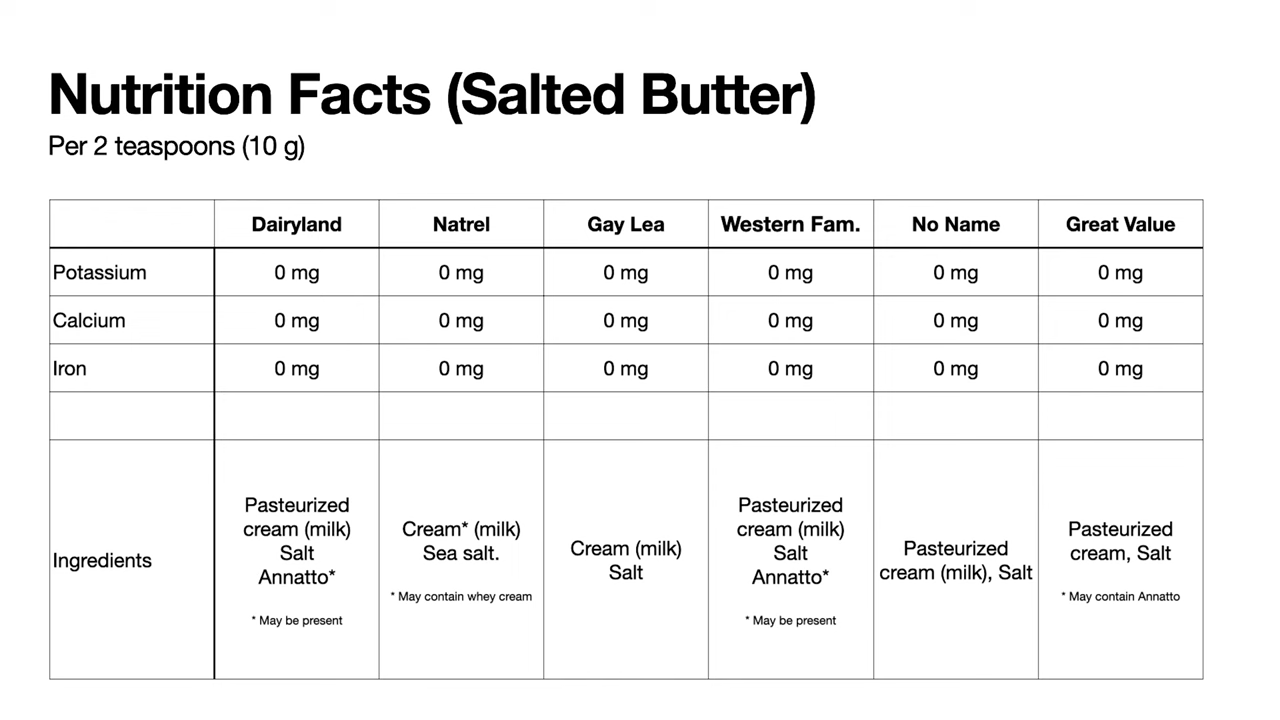 Nutrition Facts (Salted Butter)
Per 2 teaspoons (10 g)
Dairyland Natrel Gay Lea Western Fam. No Name Great Value
Potassium 0 mg 0 mg 0 mg 0 mg 0 mg 0 mg
Calcium 0 mg 0 mg 0 mg 0 mg 0 mg 0 mg
Iron 0 mg 0 mg 0 mg 0 mg 0 mg 0 mg
Ingredients
Pasteurized
cream (milk)
Salt
Annatto*
* May be present
Cream* (milk)
Sea salt.
* May contain whey cream
Cream (milk)
Salt
Pasteurized
cream (milk)
Salt
Annatto*
* May be present
Pasteurized
cream (milk), Salt
Pasteurized
cream, Salt
* May contain Annatto